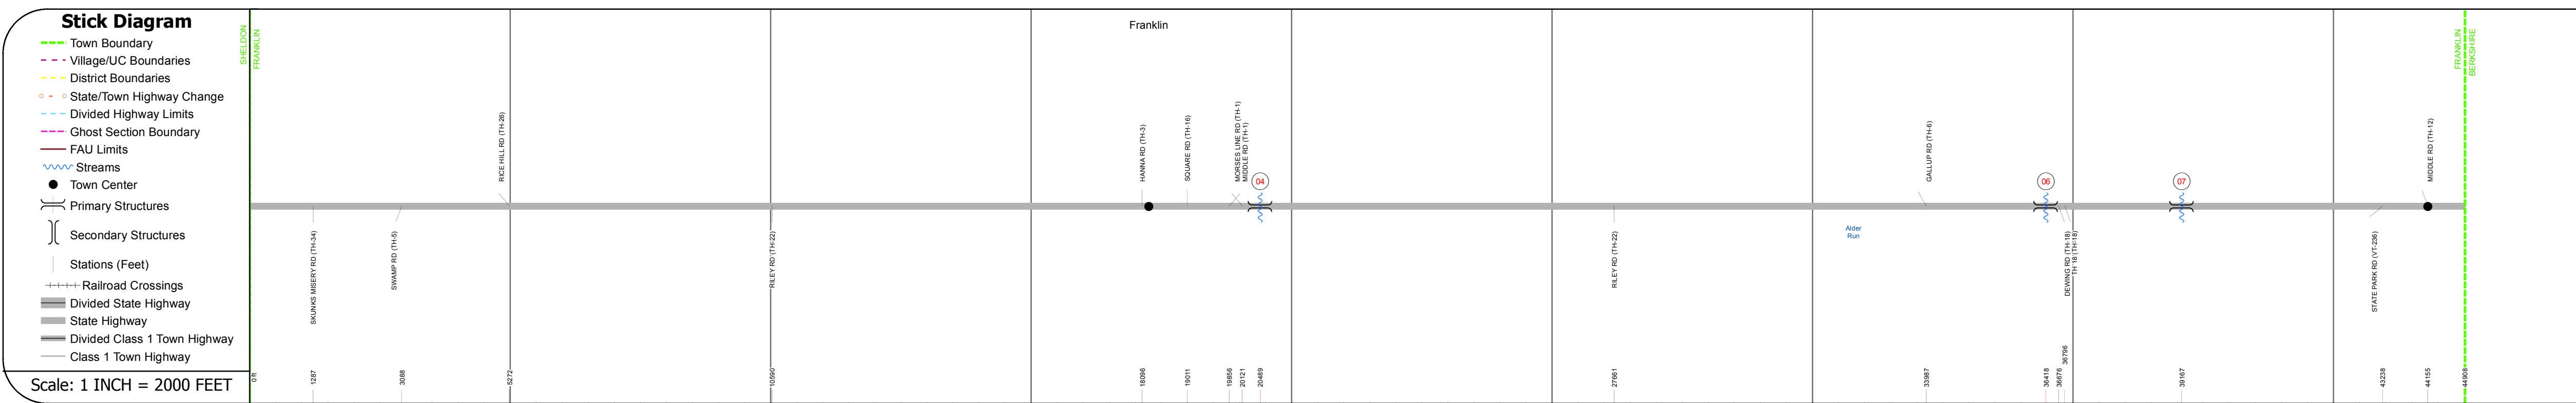 Stick Diagram
Town Boundary
Village/UC Boundaries
District Boundaries
State/Town Highway Change
Divided Highway Limits
Ghost Section Boundary
FAU Limits
Streams
Town Center
Primary Structures
Secondary Structures
Stations (Feet)
Railroad Crossings
Divided State Highway
State Highway
Divided Class 1 Town Highway
Class 1 Town Highway
Scale: 1 INCH = 2000 FEET
SHELDON
FRANKLIN
Franklin
FRANKLIN
BERKSHIRE
RICE HILL RD (TH-26)
HANNA RD (TH-3)
SQUARE RD (TH-16)
MORSES LINE RD (TH-1)
MIDDLE RD (TH-1)
04
GALLUP RD (TH-6)
06
07
MIDDLE RD (TH-12)
SKUNKS MISERY RD (TH-34)
SWAMP RD (TH-5)
RILEY RD (TH-22)
RILEY RD (TH-22)
Alder
Run
DEWING RD (TH-18)
TH 18 (TH-18)
STATE PARK RD (VT-236)
0 ft
1287
3088
5272
10590
18096
19011
19856
20121
20489
27661
33987
36418
36676
36796
39167
43238
44155
44908